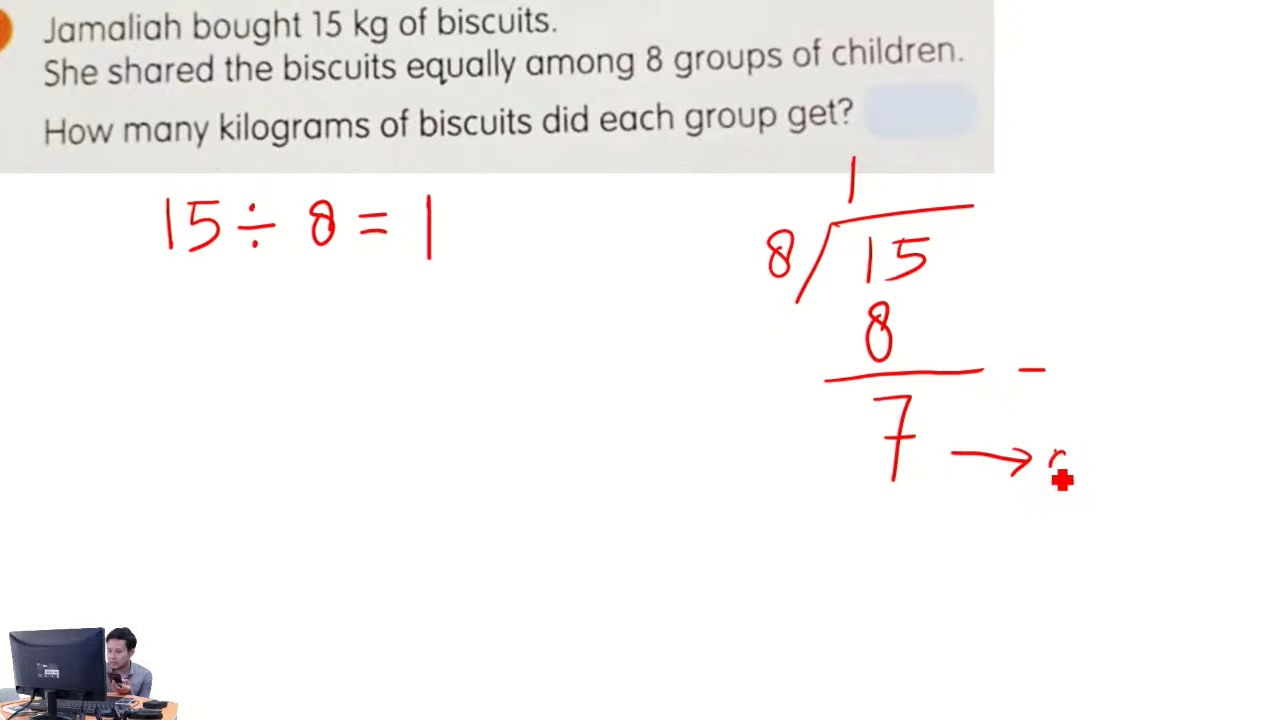 Jamaliah bought 15 kg of biscuits.
She shared the biscuits equally among 8 groups of children.
How many kilograms of biscuits did each group get?
15 ÷ 8 = 1
1
8 15
8
-
7 → r